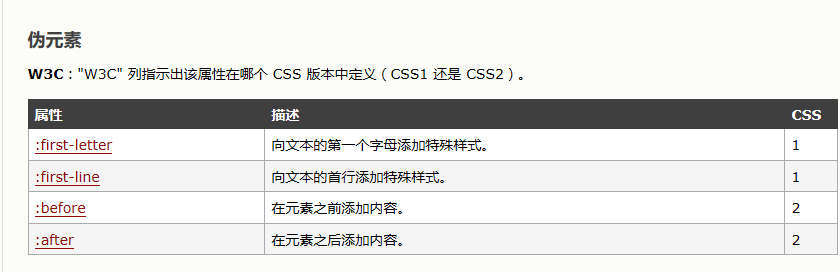 伪元素
W3C："W3C" 列指示出该属性在哪个 CSS 版本中定义（CSS1 还是 CSS2）。
属性 描述 CSS
:first-letter 向文本的第一个字母添加特殊样式。 1
:first-line 向文本的首行添加特殊样式。 1
:before 在元素之前添加内容。 2
:after 在元素之后添加内容。 2